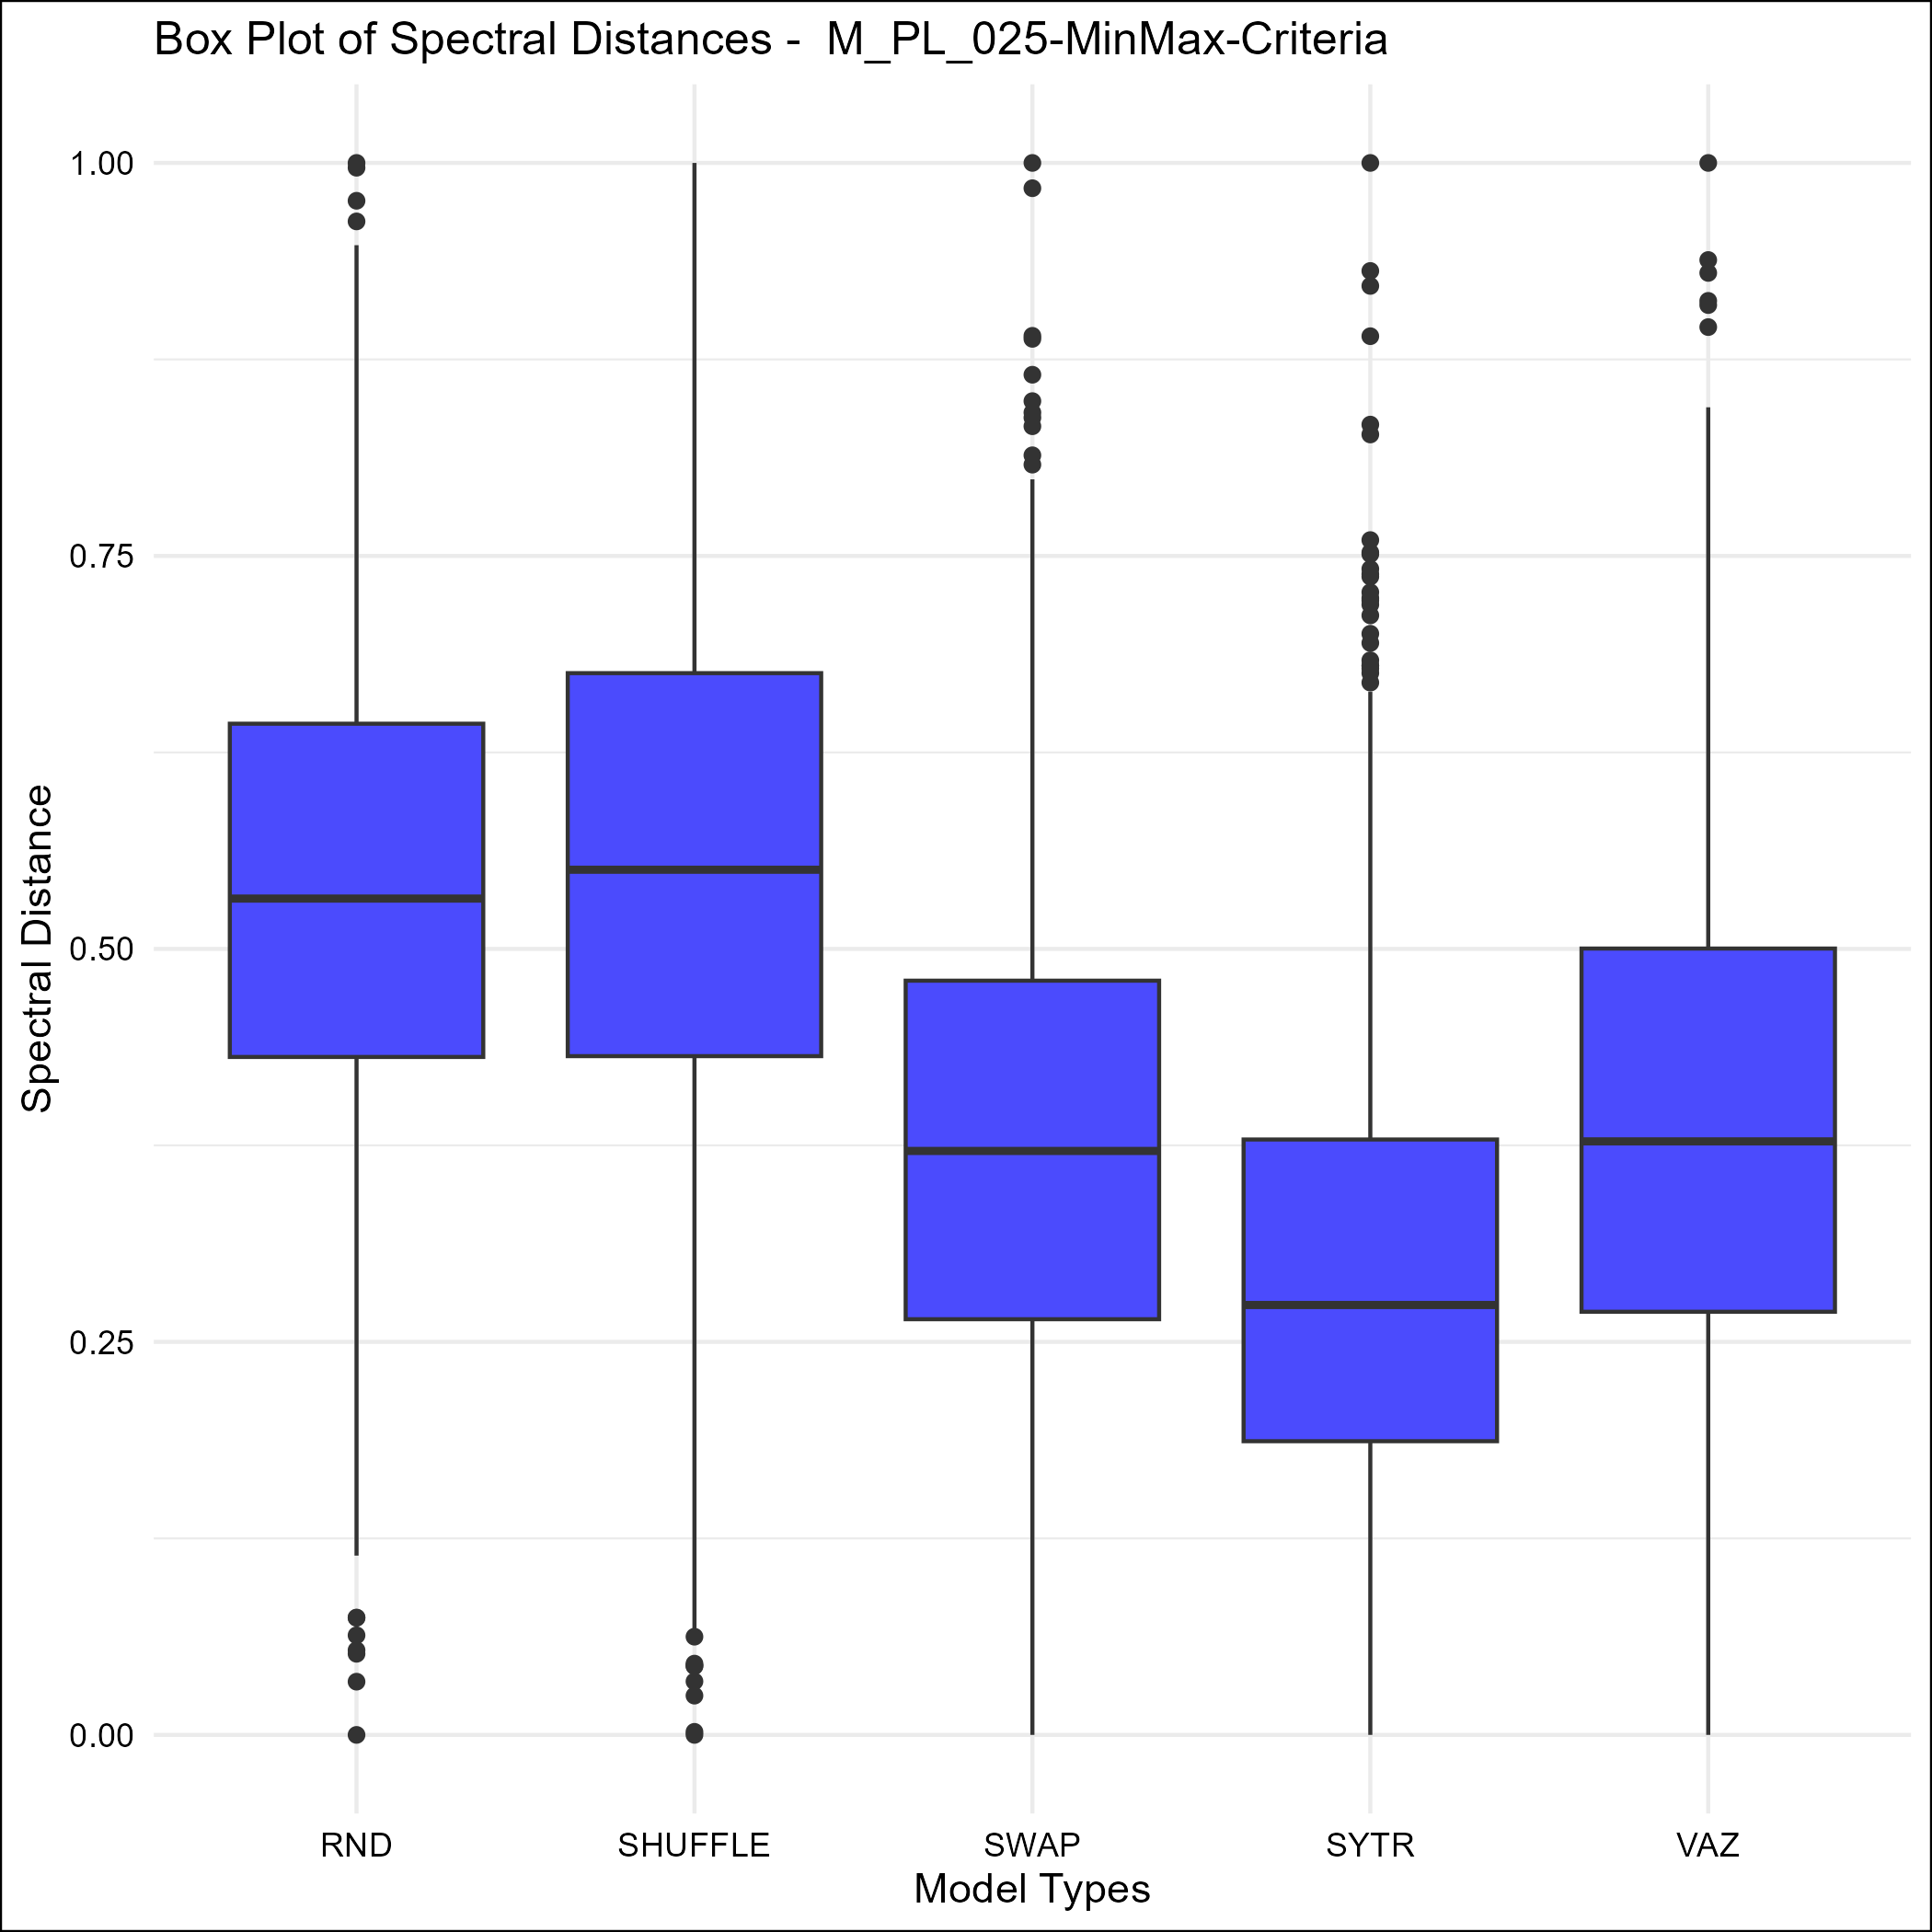 Box Plot of Spectral Distances -  M_PL_025-MinMax-Criteria
Spectral Distance
1.00
0.75
0.50
0.25
0.00
RND SHUFFLE SWAP SYTR VAZ
Model Types